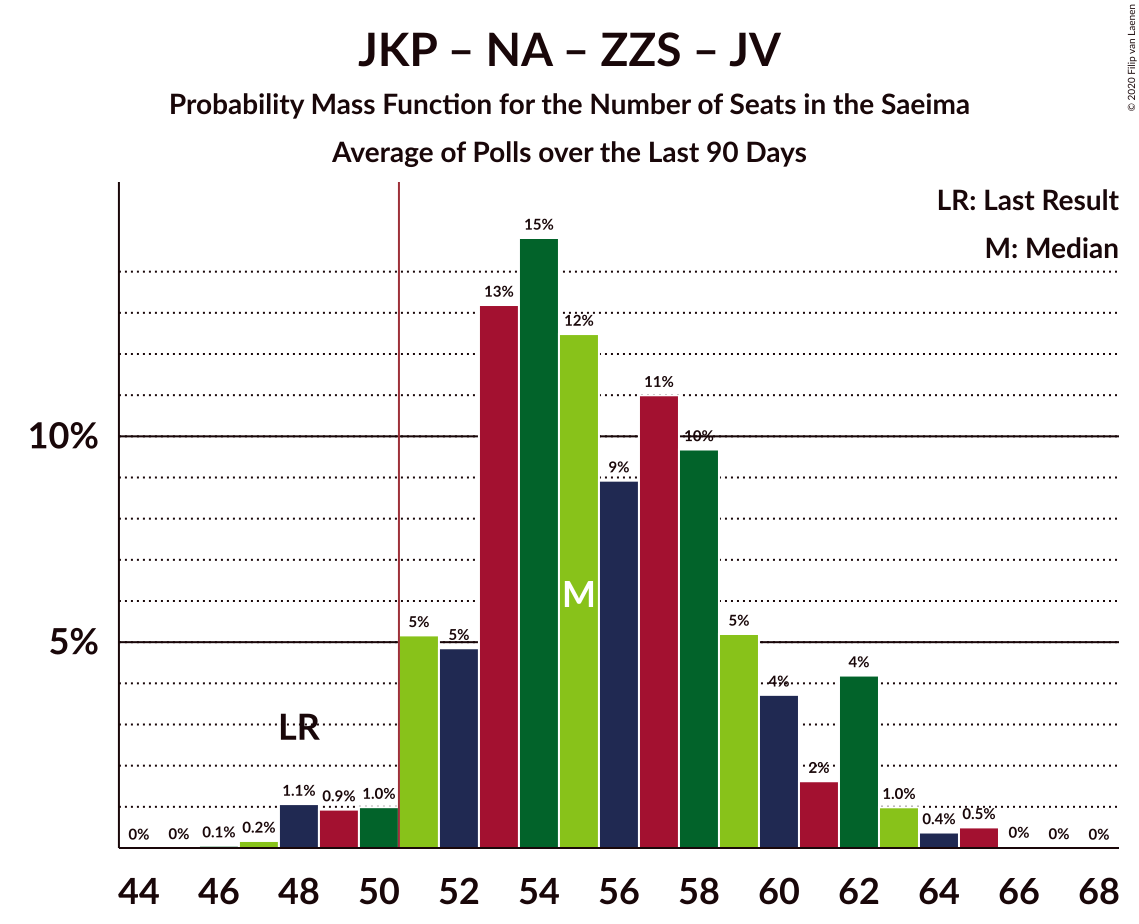 © 2020 Filip van Laenen
JKP – NA – ZZS – JV
Probability Mass Function for the Number of Seats in the Saeima
Average of Polls over the Last 90 Days
LR: Last Result
M: Median
10%
5%
0% 0% 0.1% 0.2% 1.1% 0.9% 1.0% 5% 5% 13% 15% 12% 9% 11% 10% 5% 4% 2% 4% 1.0% 0.4% 0.5% 0% 0% 0%
M
LR
44 46 48 50 52 54 56 58 60 62 64 66 68